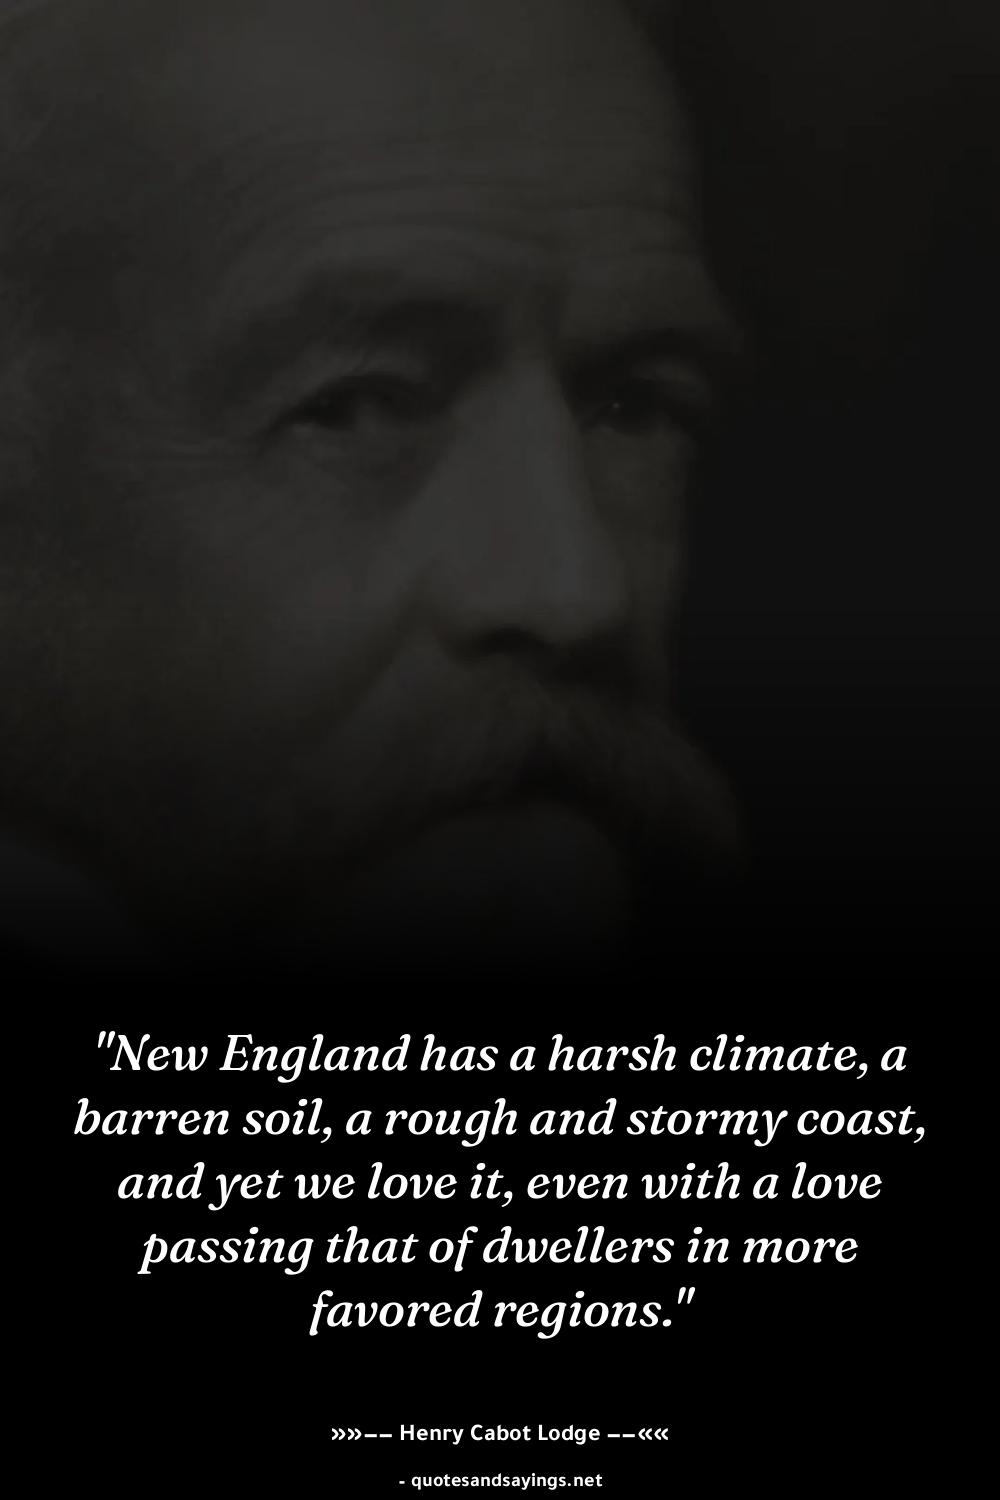 "New England has a harsh climate, a
barren soil, a rough and stormy coast,
and yet we love it, even with a love
passing that of dwellers in more
favored regions."
»»−− Henry Cabot Lodge −−««
- quotesandsayings.net